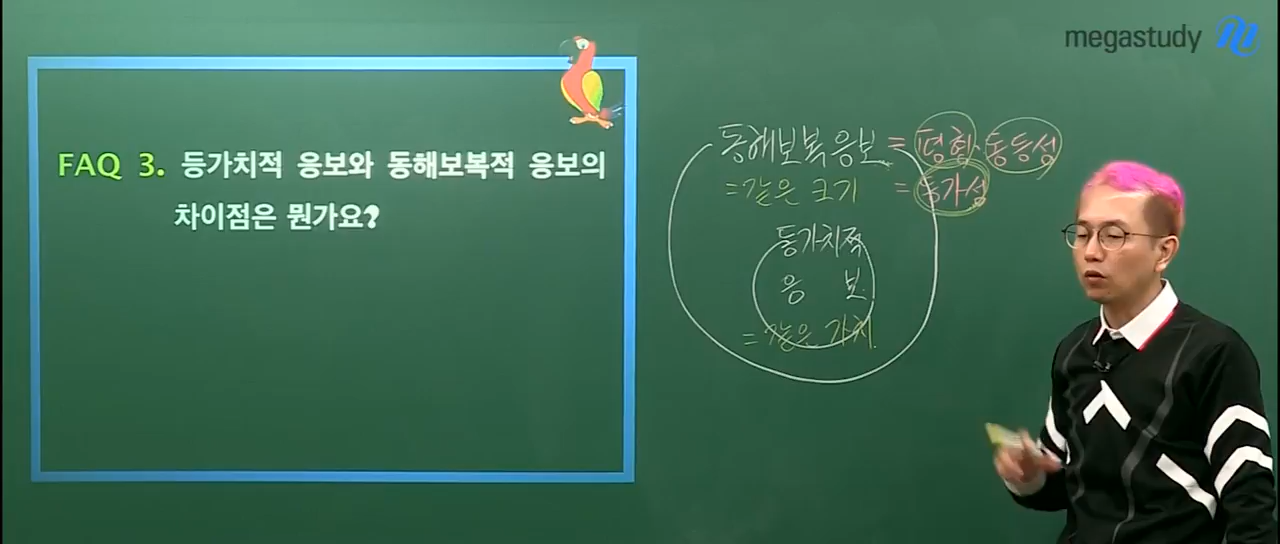 megastudy
FAQ 3. 등가치적 응보와 동해보복적 응보의
차이점은 뭔가요?
동해보복응보 = 평형, 동등성
= 같은 크기 = 등가성
등가치적
응 보
= 같은 가치